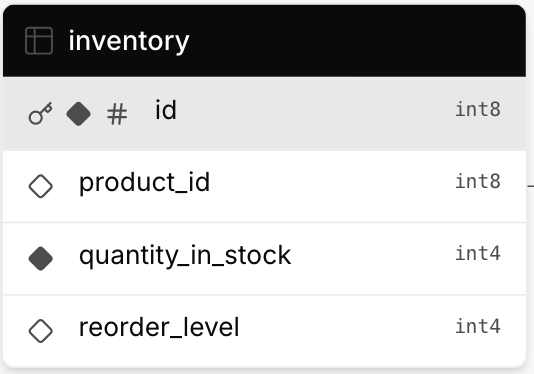 inventory
# id int8
product_id int8
quantity_in_stock int4
reorder_level int4